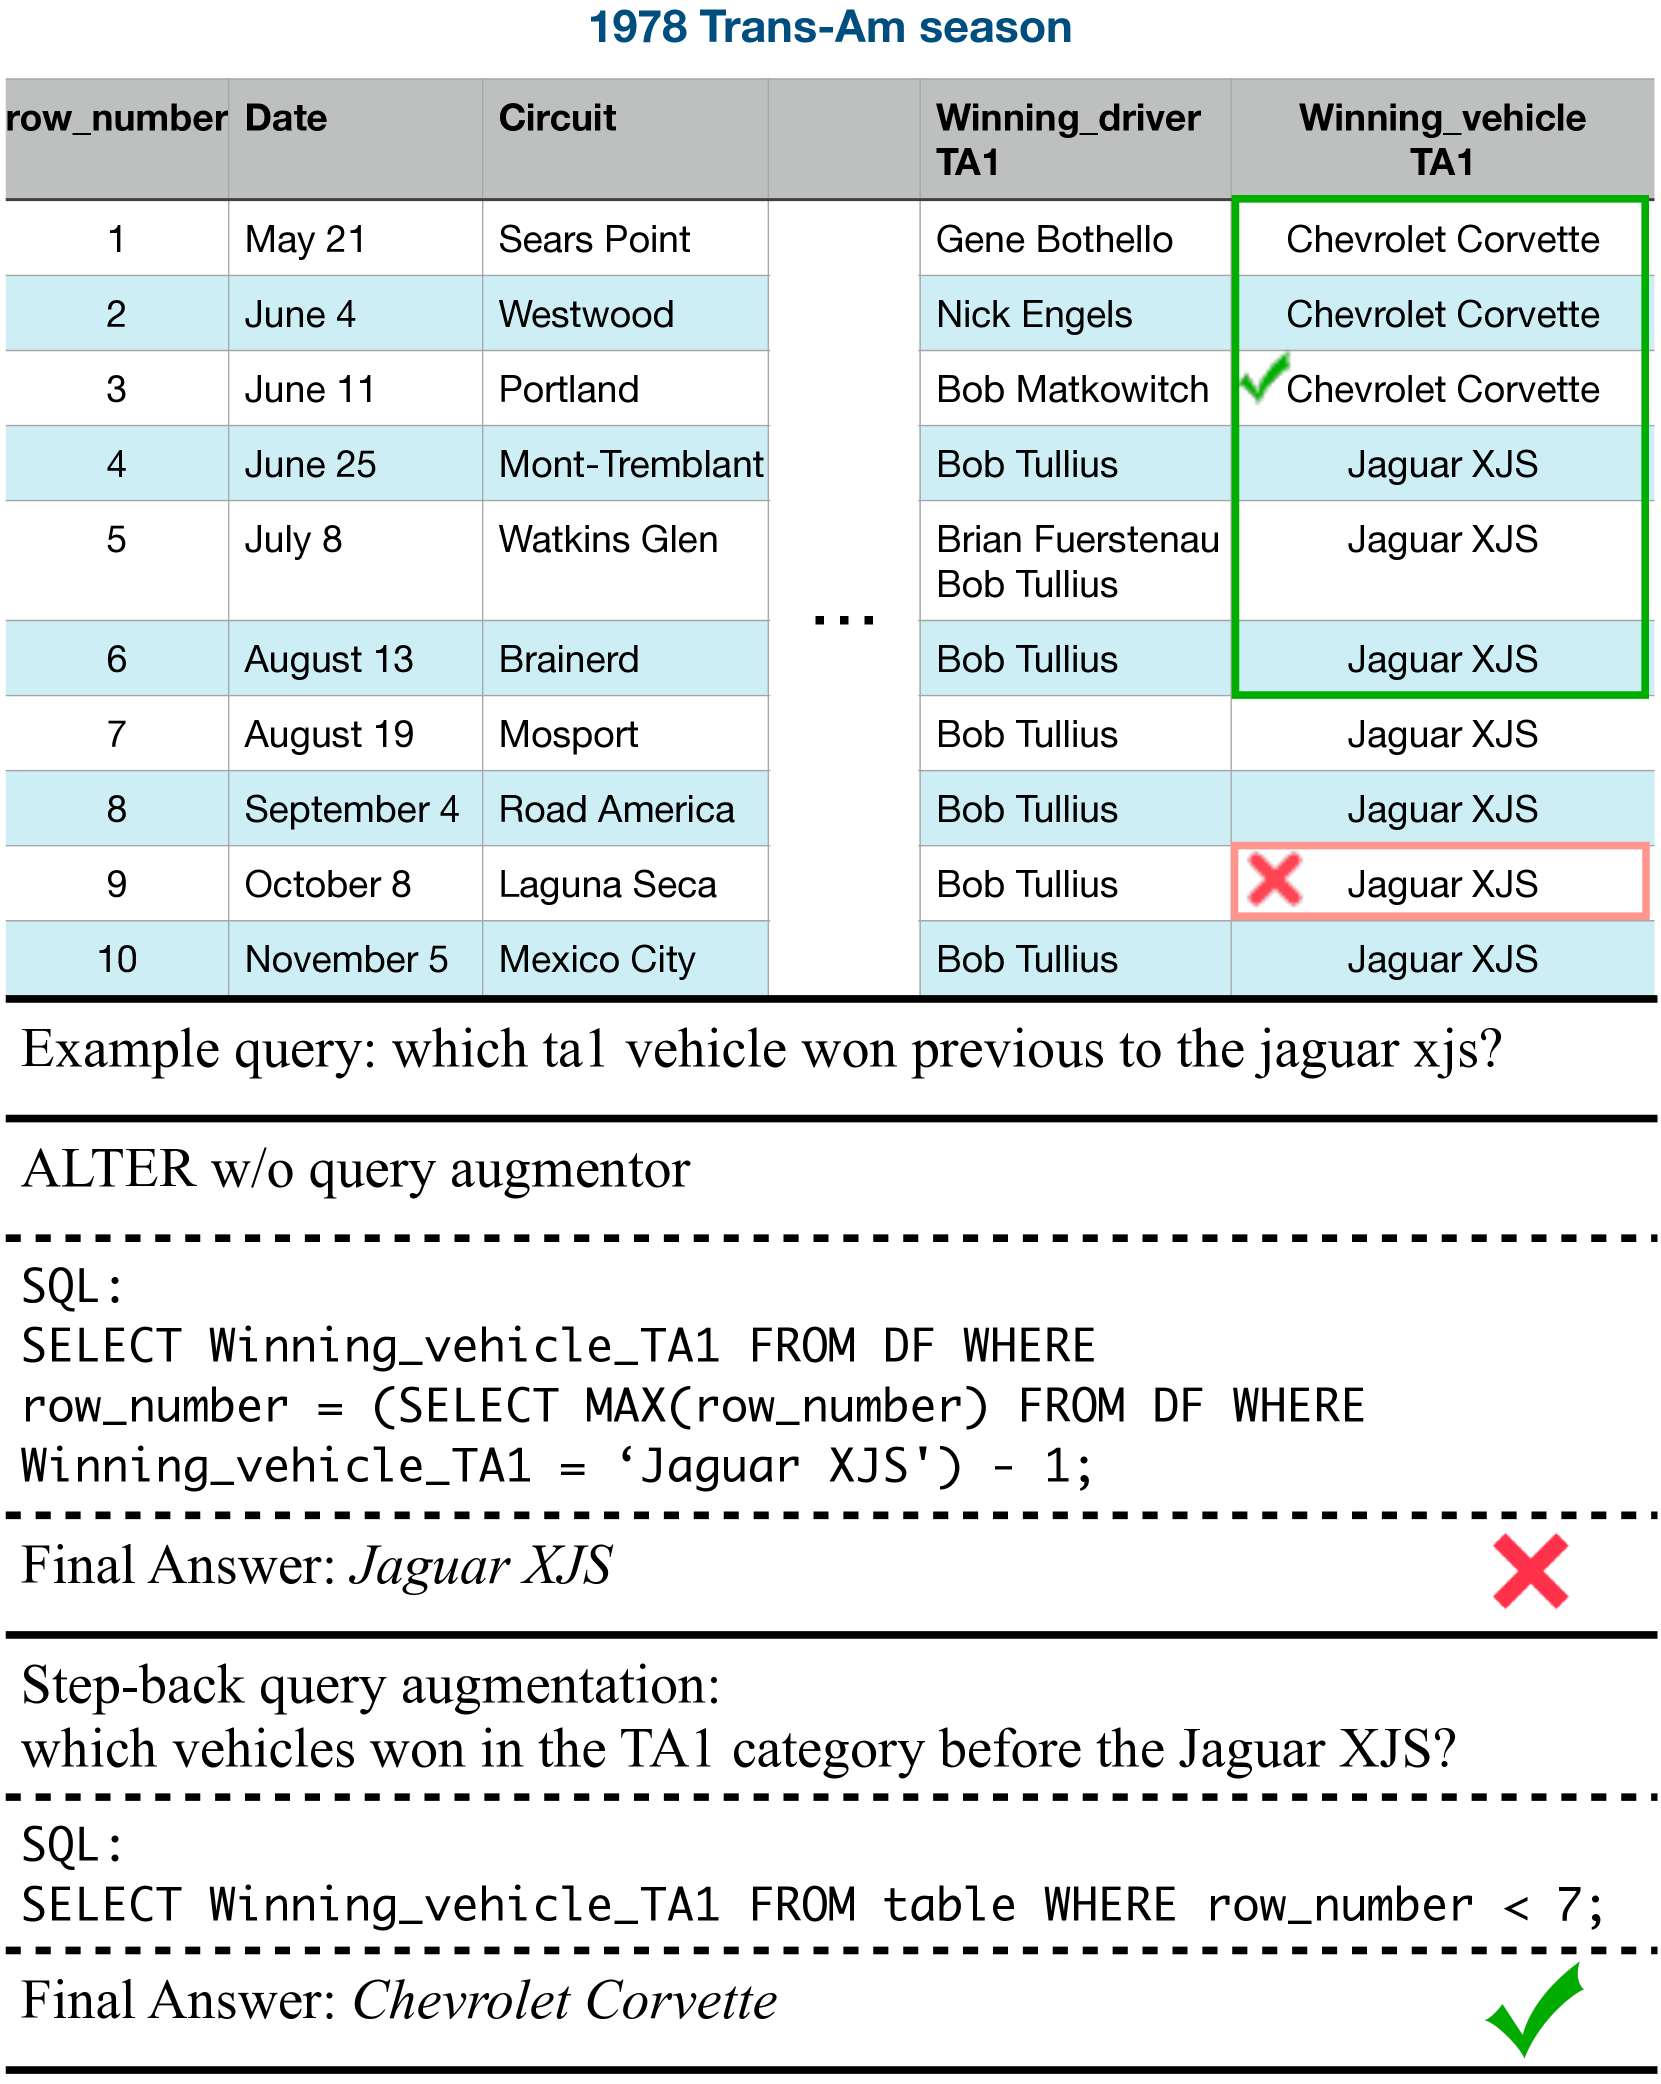 1978 Trans-Am season
row_number Date Circuit Winning_driver TA1 Winning_vehicle TA1
1 May 21 Sears Point Gene Bothello Chevrolet Corvette
2 June 4 Westwood Nick Engels Chevrolet Corvette
3 June 11 Portland Bob Matkowitch Chevrolet Corvette
4 June 25 Mont-Tremblant Bob Tullius Jaguar XJS
5 July 8 Watkins Glen Brian Fuerstenau Bob Tullius Jaguar XJS
...
6 August 13 Brainerd Bob Tullius Jaguar XJS
7 August 19 Mosport Bob Tullius Jaguar XJS
8 September 4 Road America Bob Tullius Jaguar XJS
9 October 8 Laguna Seca Bob Tullius Jaguar XJS
10 November 5 Mexico City Bob Tullius Jaguar XJS
Example query: which ta1 vehicle won previous to the jaguar xjs?
ALTER w/o query augmentor
SQL:
SELECT Winning_vehicle_TA1 FROM DF WHERE
row_number = (SELECT MAX(row_number) FROM DF WHERE
Winning_vehicle_TA1 = ‘Jaguar XJS') - 1;
Final Answer: Jaguar XJS
Step-back query augmentation:
which vehicles won in the TA1 category before the Jaguar XJS?
SQL:
SELECT Winning_vehicle_TA1 FROM table WHERE row_number < 7;
Final Answer: Chevrolet Corvette